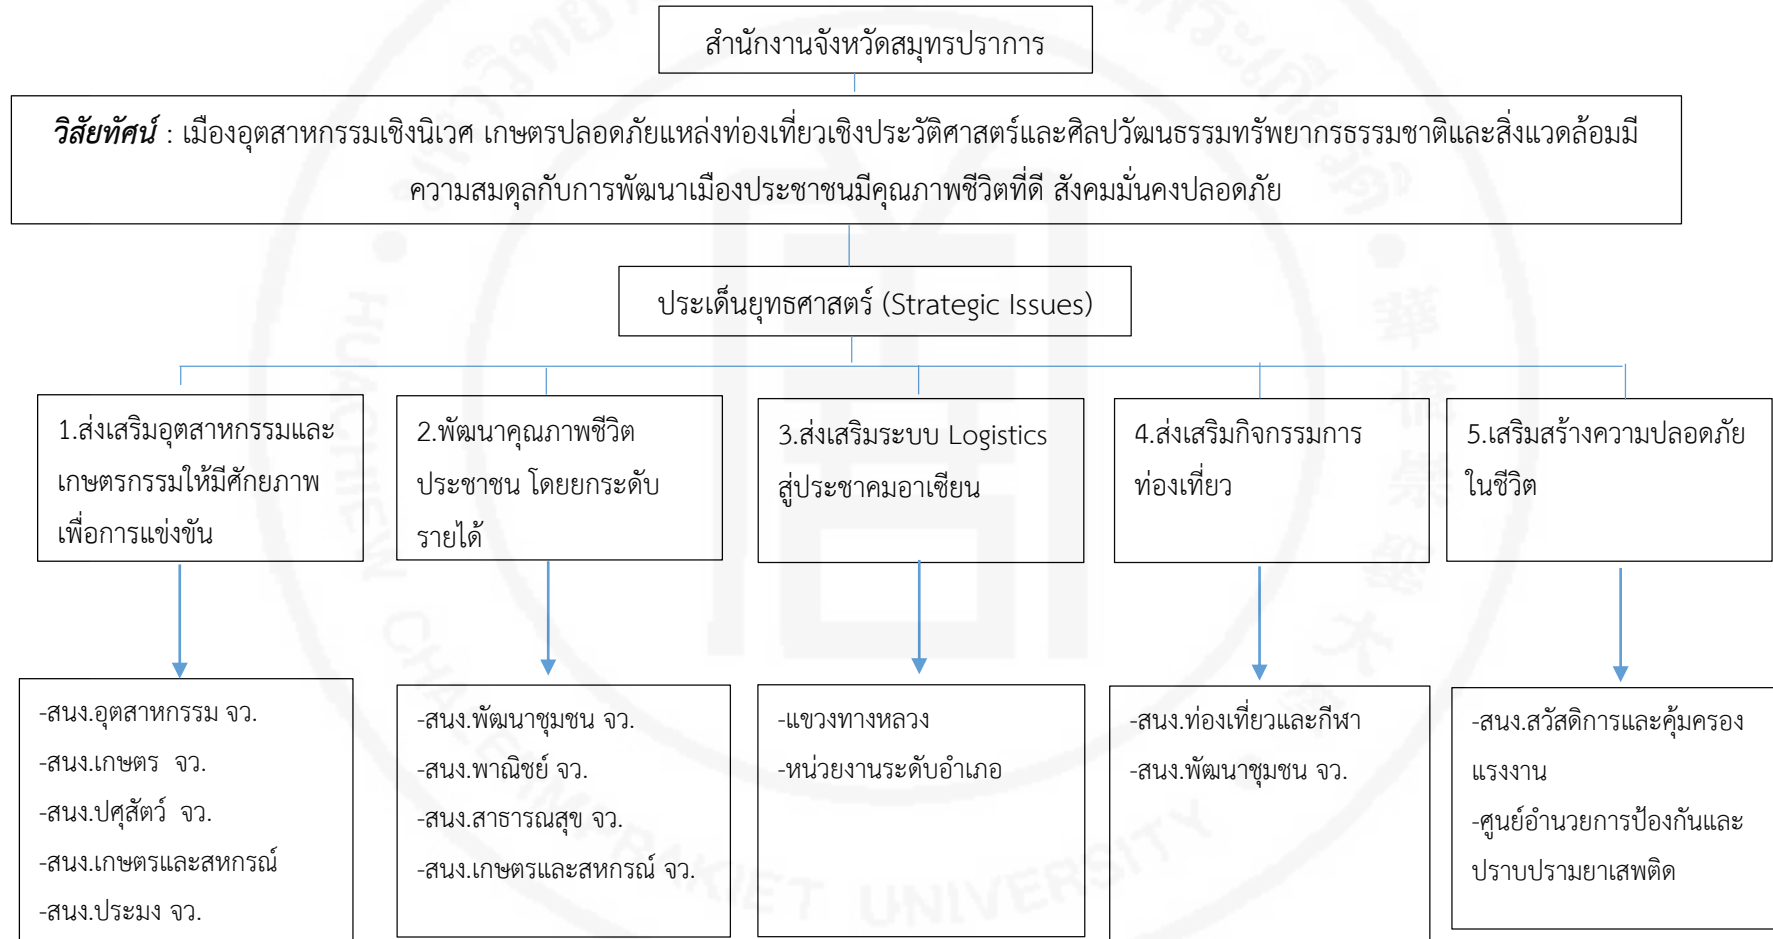 สำนักงานจังหวัดสมุทรปราการ
วิสัยทัศน์ : เมืองอุตสาหกรรมเชิงนิเวศ เกษตรปลอดภัยแหล่งท่องเที่ยวเชิงประวัติศาสตร์และศิลปวัฒนธรรมทรัพยากรธรรมชาติและสิ่งแวดล้อมมี
ความสมดุลกับการพัฒนาเมืองประชาชนมีคุณภาพชีวิตที่ดี สังคมมั่นคงปลอดภัย
ประเด็นยุทธศาสตร์ (Strategic Issues)
1.ส่งเสริมอุตสาหกรรมและ
เกษตรกรรมให้มีศักยภาพ
เพื่อการแข่งขัน
2.พัฒนาคุณภาพชีวิต
ประชาชน โดยยกระดับ
รายได้
3.ส่งเสริมระบบ Logistics
สู่ประชาคมอาเซียน
4.ส่งเสริมกิจกรรมการ
ท่องเที่ยว
5.เสริมสร้างความปลอดภัย
ในชีวิต
-สนง.อุตสาหกรรม จว.
-สนง.เกษตร จว.
-สนง.ปศุสัตว์ จว.
-สนง.เกษตรและสหกรณ์
-สนง.ประมง จว.
-สนง.พัฒนาชุมชน จว.
-สนง.พาณิชย์ จว.
-สนง.สาธารณสุข จว.
-สนง.เกษตรและสหกรณ์ จว.
-แขวงทางหลวง
-หน่วยงานระดับอำเภอ
-สนง.ท่องเที่ยวและกีฬา
-สนง.พัฒนาชุมชน จว.
-สนง.สวัสดิการและคุ้มครอง
แรงงาน
-ศูนย์อำนวยการป้องกันและ
ปราบปรามยาเสพติด
HUACHIEW CHALERMPRAKIET UNIVERSITY